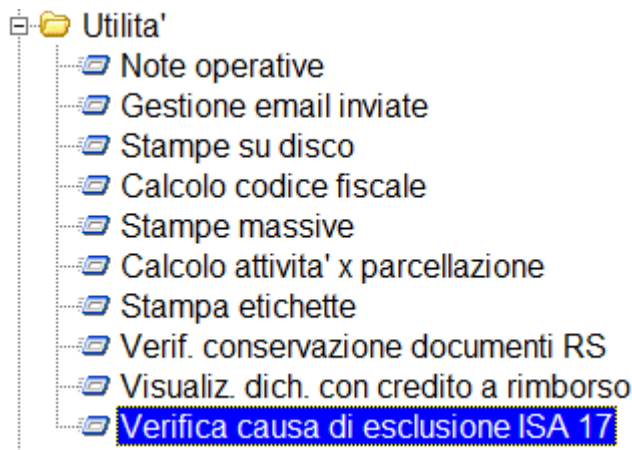 Utilita'
Note operative
Gestione email inviate
Stampe su disco
Calcolo codice fiscale
Stampe massive
Calcolo attivita' x parcellazione
Stampa etichette
Verif. conservazione documenti RS
Visualiz. dich. con credito a rimborso
Verifica causa di esclusione ISA 17